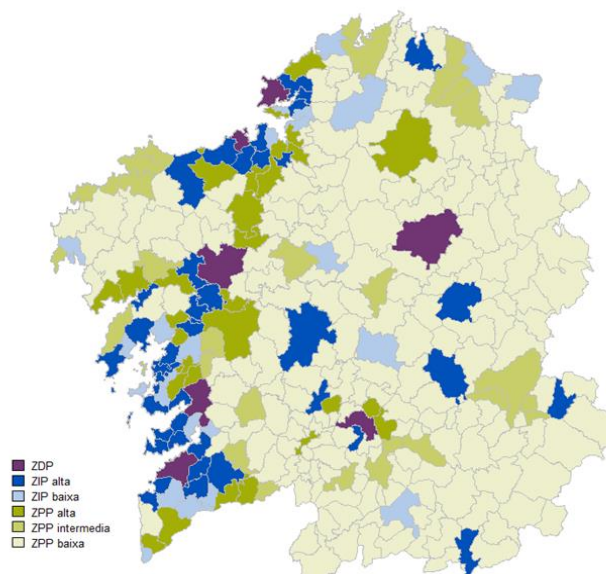 ZDP
ZIP alta
ZIP baixa
ZPP alta
ZPP intermedia
ZPP baixa